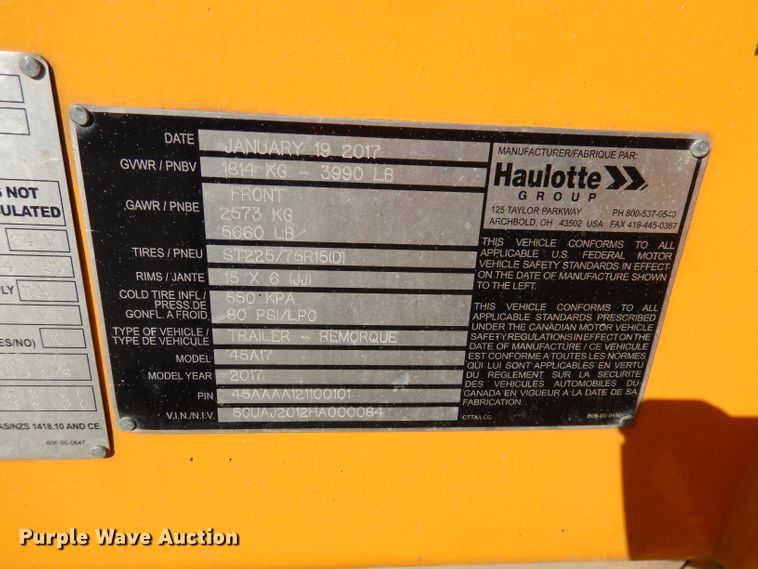 S NOT
ULATED
PLY
ES/NO)
AS/NZS 1418.10 AND CE.
B06-00-0647
DATE JANUARY 19 2017
GVWR / PNBV 1814 KG - 3990 LB
GAWR / PNBE FRONT
2573 KG
5660 LB
TIRES / PNEU ST225/75R15(D)
RIMS / JANTE 15 X 6 (JJ)
COLD TIRE INFL / PRESS.DE GONFL. A FROID 550 KPA
80 PSI/LPC
TYPE OF VEHICLE / TYPE DE VEHICULE TRAILER - REMORQUE
MODEL 45A17
MODEL YEAR 2017
PIN 45AAAA121100101
V.I.N./N.I.V. 5CUAJ2012HA000084
MANUFACTURER/FABRIQUE PAR:
Haulotte
GROUP
125 TAYLOR PARKWAY PH 800-537-0540
ARCHBOLD, OH 43502 USA FAX 419-445-0367
THIS VEHICLE CONFORMS TO ALL
APPLICABLE U.S. FEDERAL MOTOR
VEHICLE SAFETY STANDARDS IN EFFECT
ON THE DATE OF MANUFACTURE SHOWN
TO THE LEFT.
THIS VEHICLE CONFORMS TO ALL
APPLICABLE STANDARDS PRESCRIBED
UNDER THE CANADIAN MOTOR VEHICLE
SAFETY REGULATIONS IN EFFECT ON THE
DATE OF MANUFACTURE / CE VEHICULE
EST CONFORME A TOUTES LES NORMES
QUI LUI SONT APPLICABLES EN VERTU
DU REGLEMENT SUR LA SECURITE
DES VEHICULES AUTOMOBILES DU
CANADA EN VIGUEUR A LA DATE DE SA
FABRICATION.
Purple Wave Auction